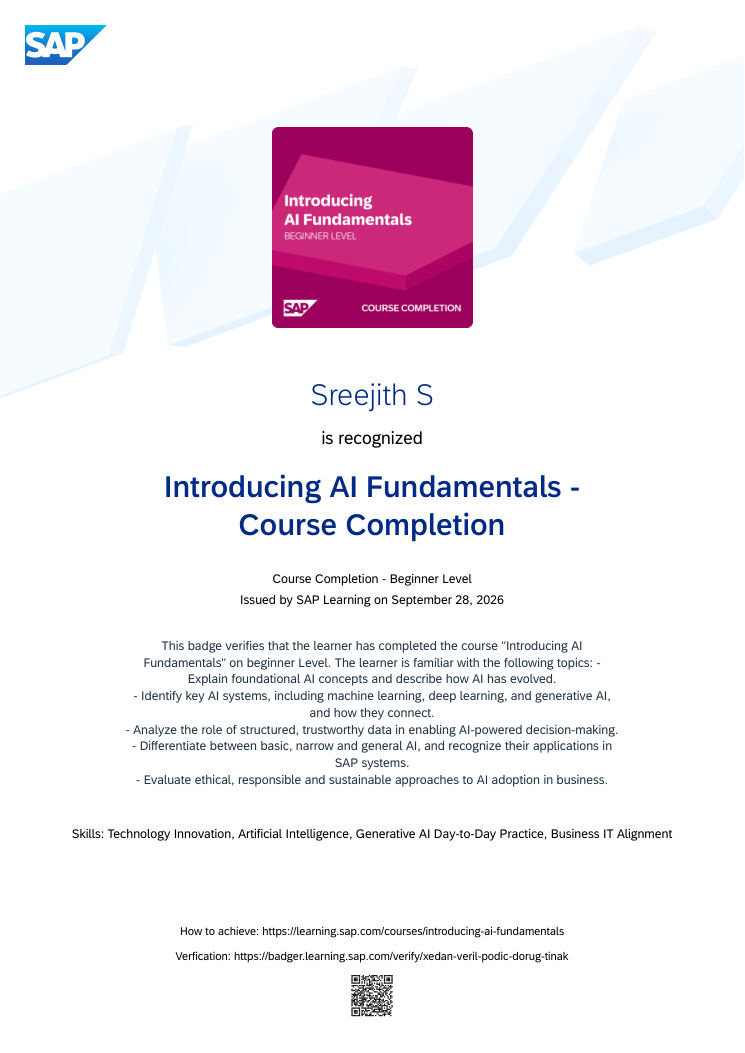 SAP
Introducing
AI Fundamentals
BEGINNER LEVEL
SAP
COURSE COMPLETION
Sreejith S
is recognized
Introducing AI Fundamentals -
Course Completion
Course Completion - Beginner Level
Issued by SAP Learning on September 28, 2026
This badge verifies that the learner has completed the course "Introducing AI
Fundamentals" on beginner Level. The learner is familiar with the following topics: -
Explain foundational AI concepts and describe how AI has evolved.
- Identify key AI systems, including machine learning, deep learning, and generative AI,
and how they connect.
- Analyze the role of structured, trustworthy data in enabling AI-powered decision-making.
- Differentiate between basic, narrow and general AI, and recognize their applications in
SAP systems.
- Evaluate ethical, responsible and sustainable approaches to AI adoption in business.
Skills: Technology Innovation, Artificial Intelligence, Generative AI Day-to-Day Practice, Business IT Alignment
How to achieve: https://learning.sap.com/courses/introducing-ai-fundamentals
Verfication: https://badger.learning.sap.com/verify/xedan-veril-podic-dorug-tinak